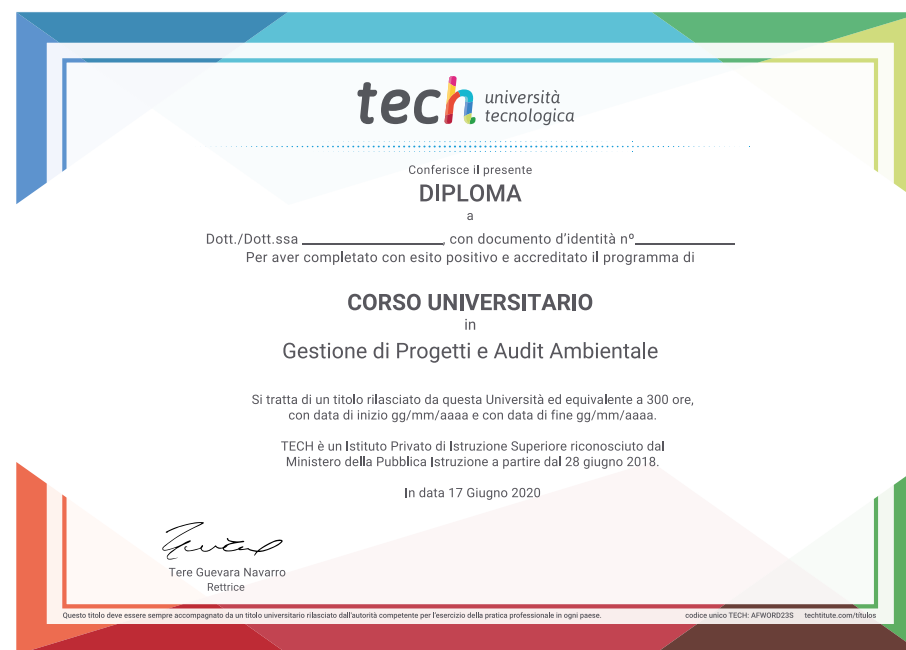 tech università
tecnologica
Conferisce il presente
DIPLOMA
a
Dott./Dott.ssa ____________________, con documento d'identità nº______________
Per aver completato con esito positivo e accreditato il programma di
CORSO UNIVERSITARIO
in
Gestione di Progetti e Audit Ambientale
Si tratta di un titolo rilasciato da questa Università ed equivalente a 300 ore,
con data di inizio gg/mm/aaaa e con data di fine gg/mm/aaaa.
TECH è un Istituto Privato di Istruzione Superiore riconosciuto dal
Ministero della Pubblica Istruzione a partire dal 28 giugno 2018.
In data 17 Giugno 2020
Tere Guevara Navarro
Rettrice
Questo titolo deve essere sempre accompagnato da un titolo universitario rilasciato dall'autorità competente per l'esercizio della pratica professionale in ogni paese. codice unico TECH: AFWORD23S techtitute.com/titulos